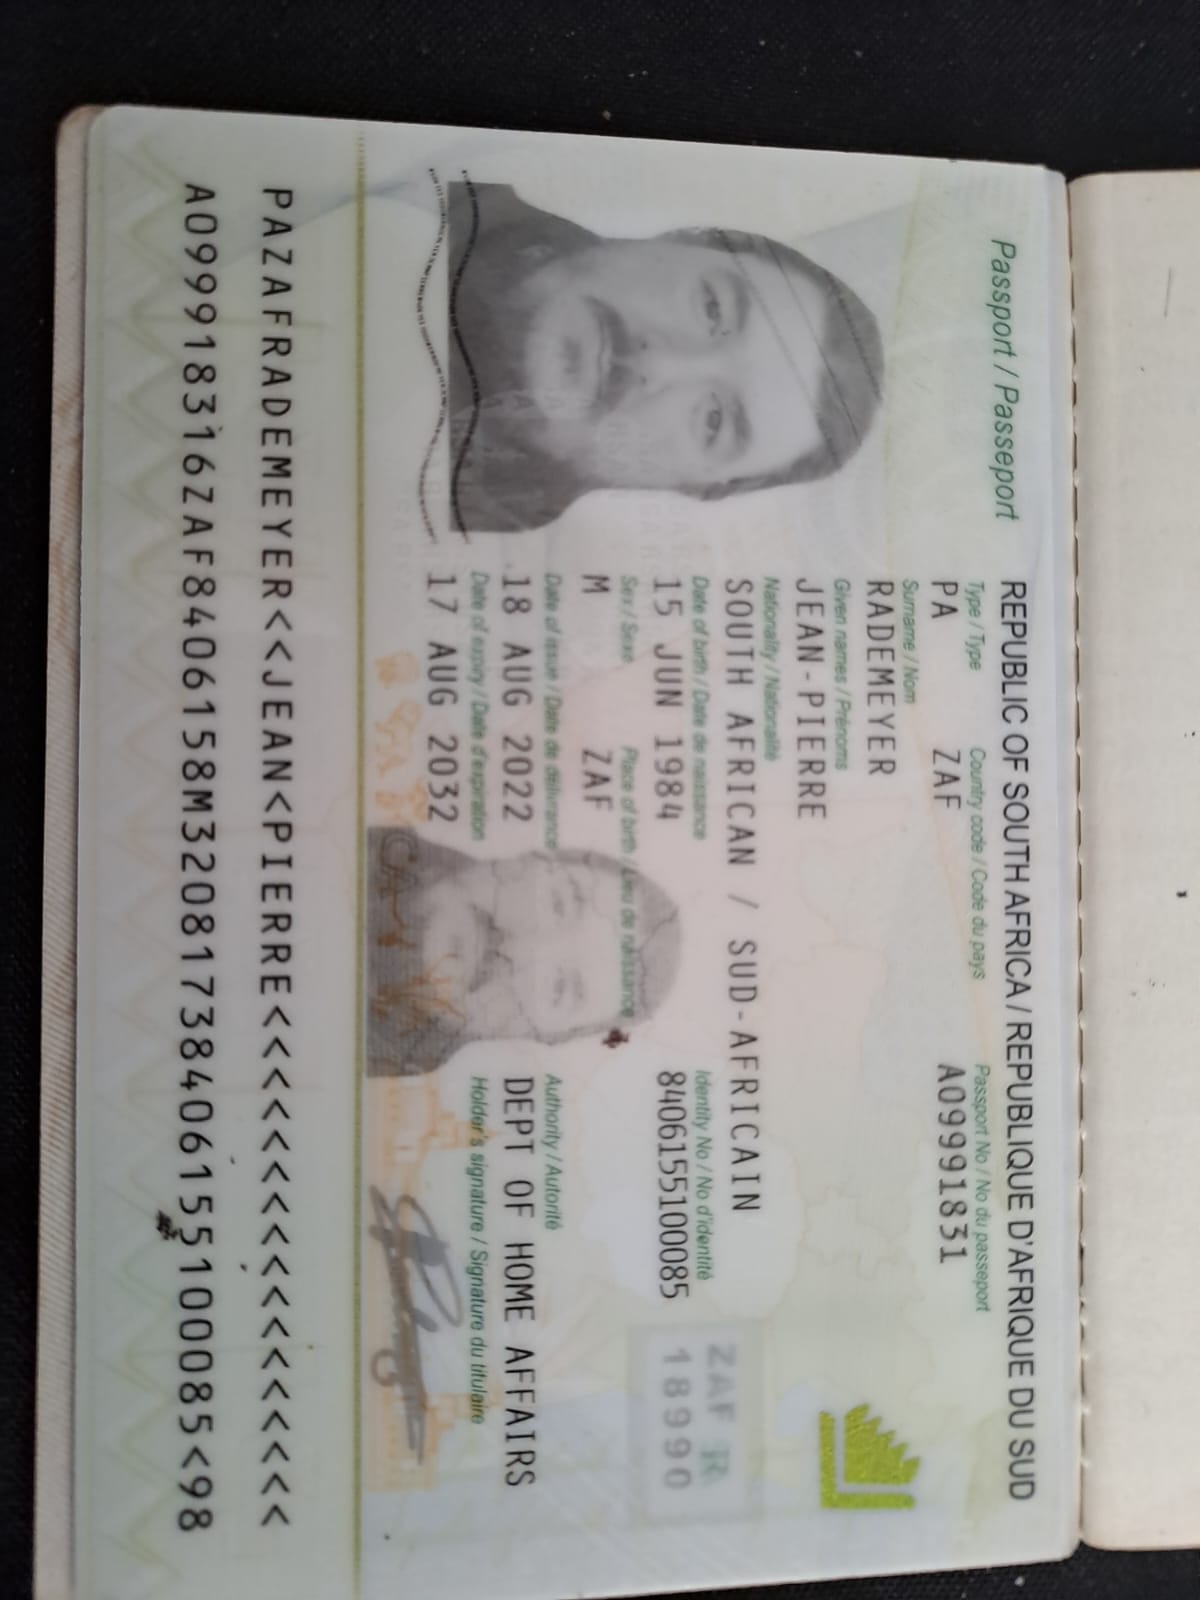 Passport / Passeport
REPUBLIC OF SOUTH AFRICA / REPUBLIQUE D'AFRIQUE DU SUD
Type / Type Country code / Code du pays Passport No / No du passeport
PA ZAF A09991831
Surname / Nom
RADEMEYER
Given names / Prénoms
JEAN-PIERRE
Nationality / Nationalité
SOUTH AFRICAN / SUD-AFRICAIN
Date of birth / Date de naissance Identity No / No d'identité
15 JUN 1984 8406155100085
ZAF R
18990
Sex / Sexe Place of birth / Lieu de naissance
M ZAF
Date of issue / Date de délivrance Authority / Autorité
18 AUG 2022 DEPT OF HOME AFFAIRS
Date of expiry / Date d'expiration Holder's signature / Signature du titulaire
17 AUG 2032
PAZAFRADEMEYER<<JEAN<PIERRE<<<<<<<<<<<<<<<<<
A099918316ZAF8406158M32081738406155100085<98